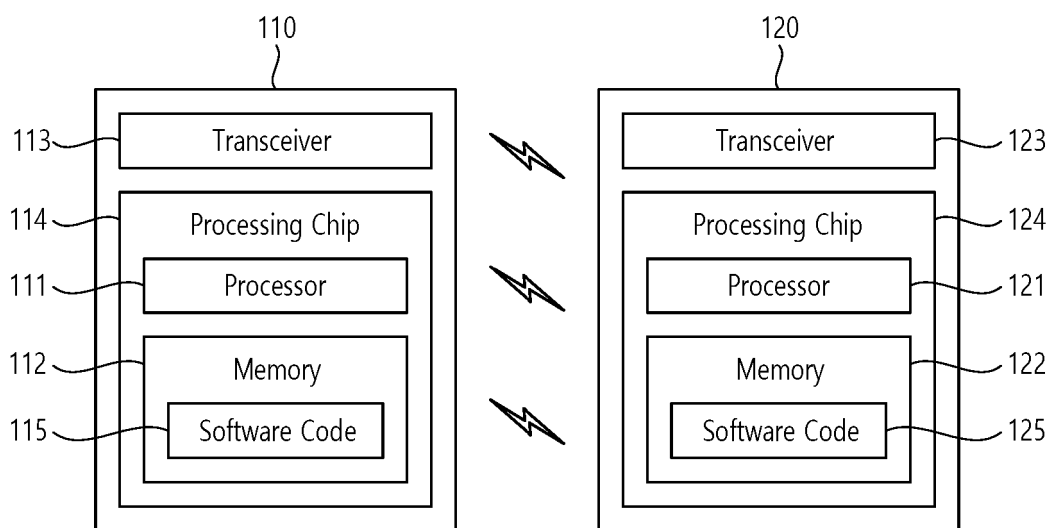 110
120
113
Transceiver
Transceiver
123
114
Processing Chip
Processing Chip
124
111
Processor
Processor
121
112
Memory
Memory
122
115
Software Code
Software Code
125